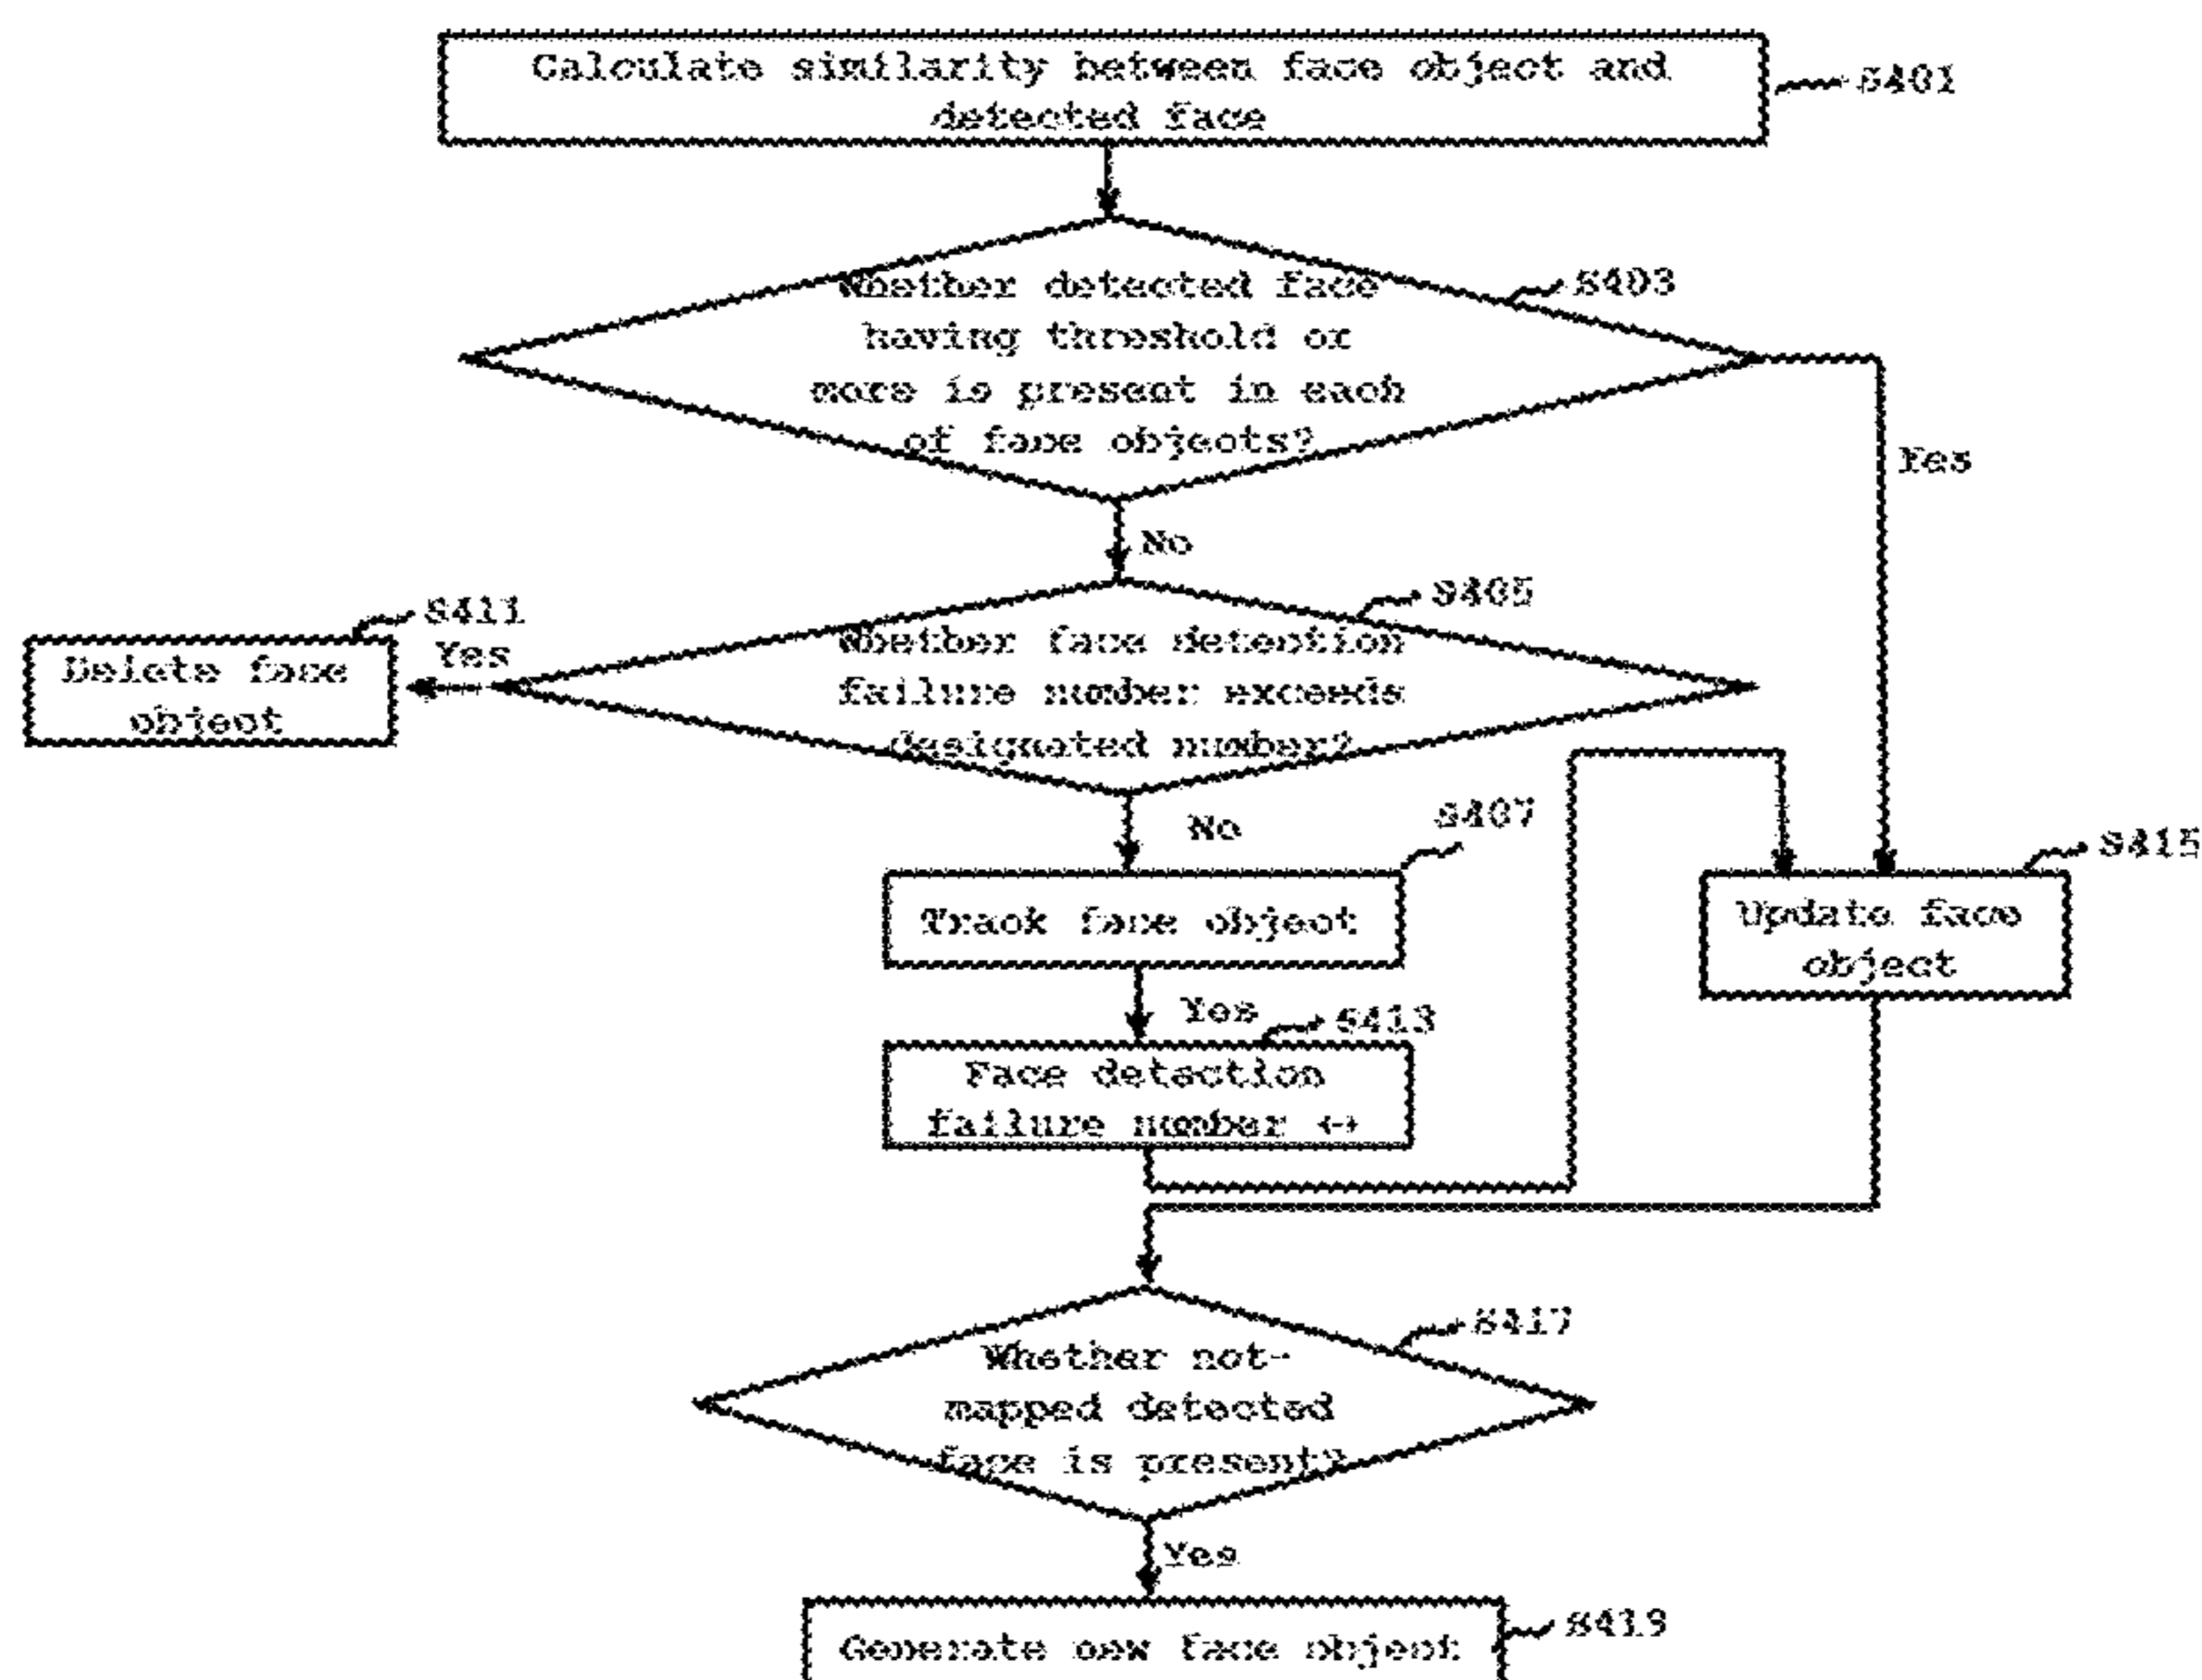 Calculate similarity between face object and
detected face
S401
Whether detected face
having threshold or
more is present in each
of face objects?
S403
Yes
No
S405
Whether face detection
failure number exceeds
designated number?
S411
Yes
Delete face
object
No
S407
Track face object
S415
Update face
object
Yes
S413
Face detection
failure number
S417
Whether not-
mapped detected
face is present?
Yes
Generate new face object
S419